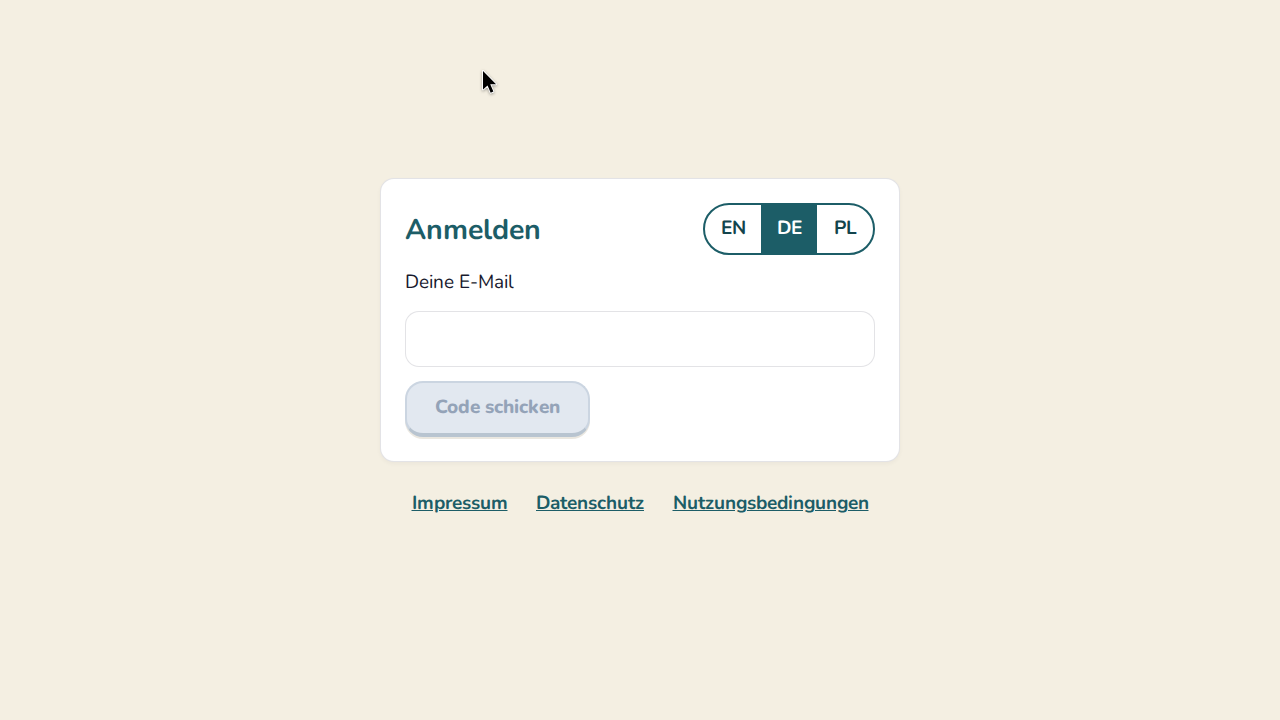 Anmelden
EN DE PL
Deine E-Mail
Code schicken
Impressum Datenschutz Nutzungsbedingungen